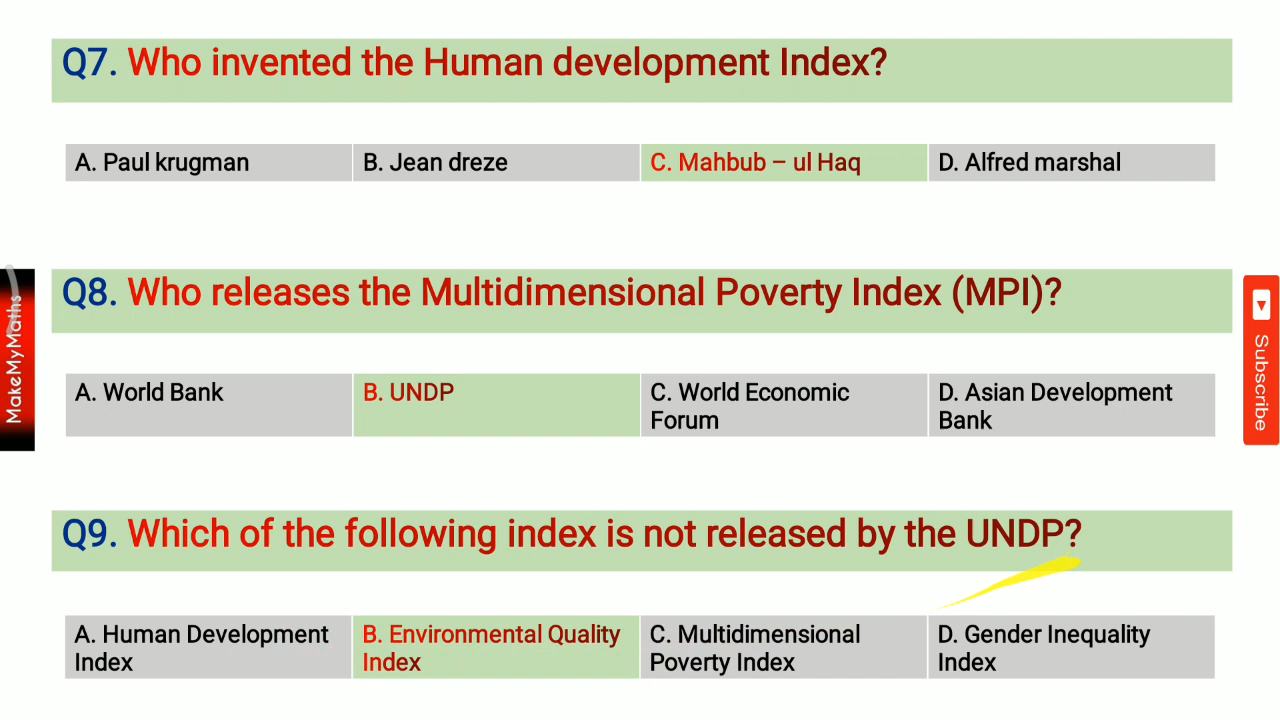 Q7. Who invented the Human development Index?
A. Paul krugman
B. Jean dreze
C. Mahbub – ul Haq
D. Alfred marshal
MakeMyMaths
Q8. Who releases the Multidimensional Poverty Index (MPI)?
Subscribe
A. World Bank
B. UNDP
C. World Economic
Forum
D. Asian Development
Bank
Q9. Which of the following index is not released by the UNDP?
A. Human Development
Index
B. Environmental Quality
Index
C. Multidimensional
Poverty Index
D. Gender Inequality
Index